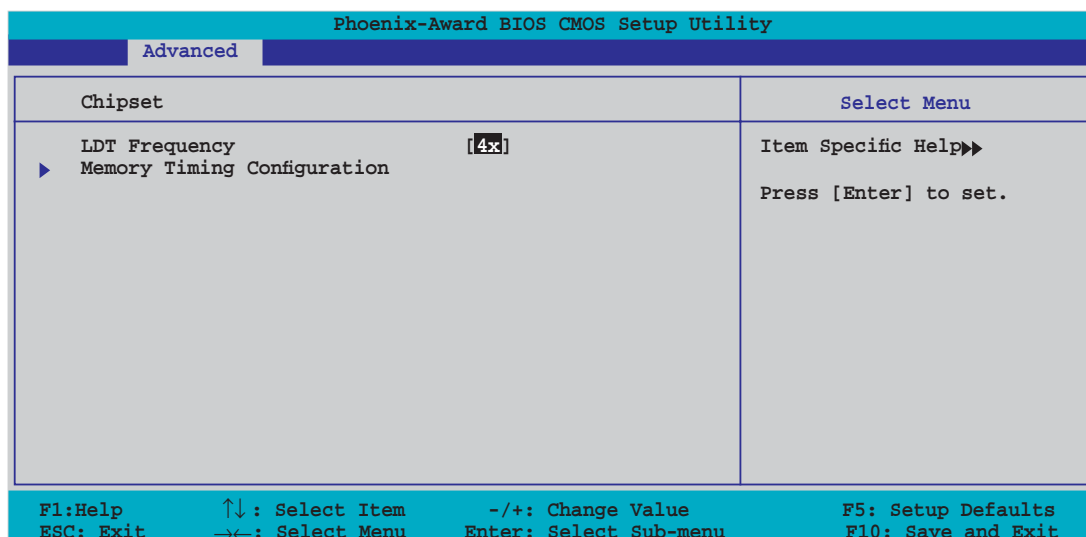 Phoenix-Award BIOS CMOS Setup Utility
Advanced
Chipset
Select Menu
LDT Frequency [4x]
Memory Timing Configuration
Item Specific Help
Press [Enter] to set.
F1:Help ↑↓: Select Item -/+: Change Value F5: Setup Defaults
ESC: Exit →←: Select Menu Enter: Select Sub-menu F10: Save and Exit